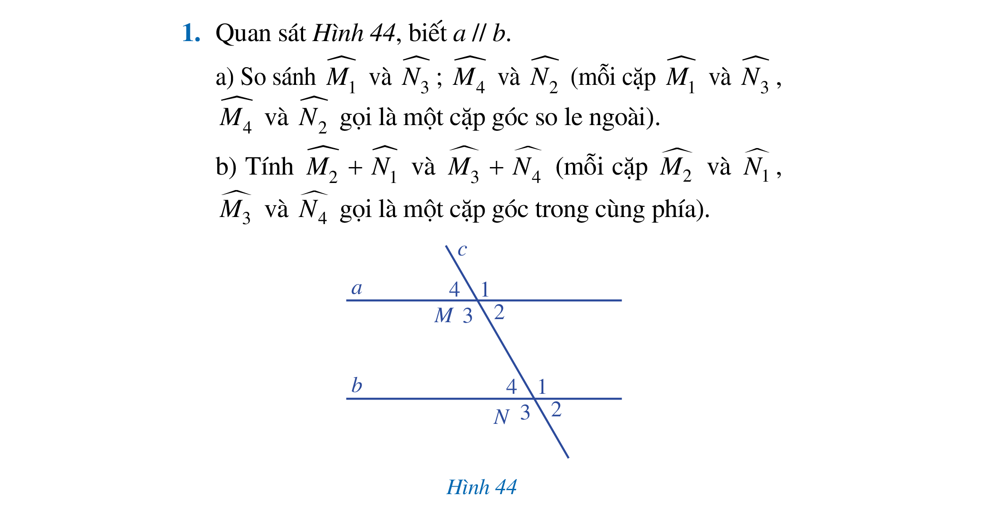 1. Quan sát Hình 44, biết a // b.
a) So sánh $\widehat{M_1}$ và $\widehat{N_3}$ ; $\widehat{M_4}$ và $\widehat{N_2}$ (mỗi cặp $\widehat{M_1}$ và $\widehat{N_3}$ ,
$\widehat{M_4}$ và $\widehat{N_2}$ gọi là một cặp góc so le ngoài).
b) Tính $\widehat{M_2}$ + $\widehat{N_1}$ và $\widehat{M_3}$ + $\widehat{N_4}$ (mỗi cặp $\widehat{M_2}$ và $\widehat{N_1}$ ,
$\widehat{M_3}$ và $\widehat{N_4}$ gọi là một cặp góc trong cùng phía).
c
a 4 1
M 3 2
b 4 1
N 3 2
Hình 44